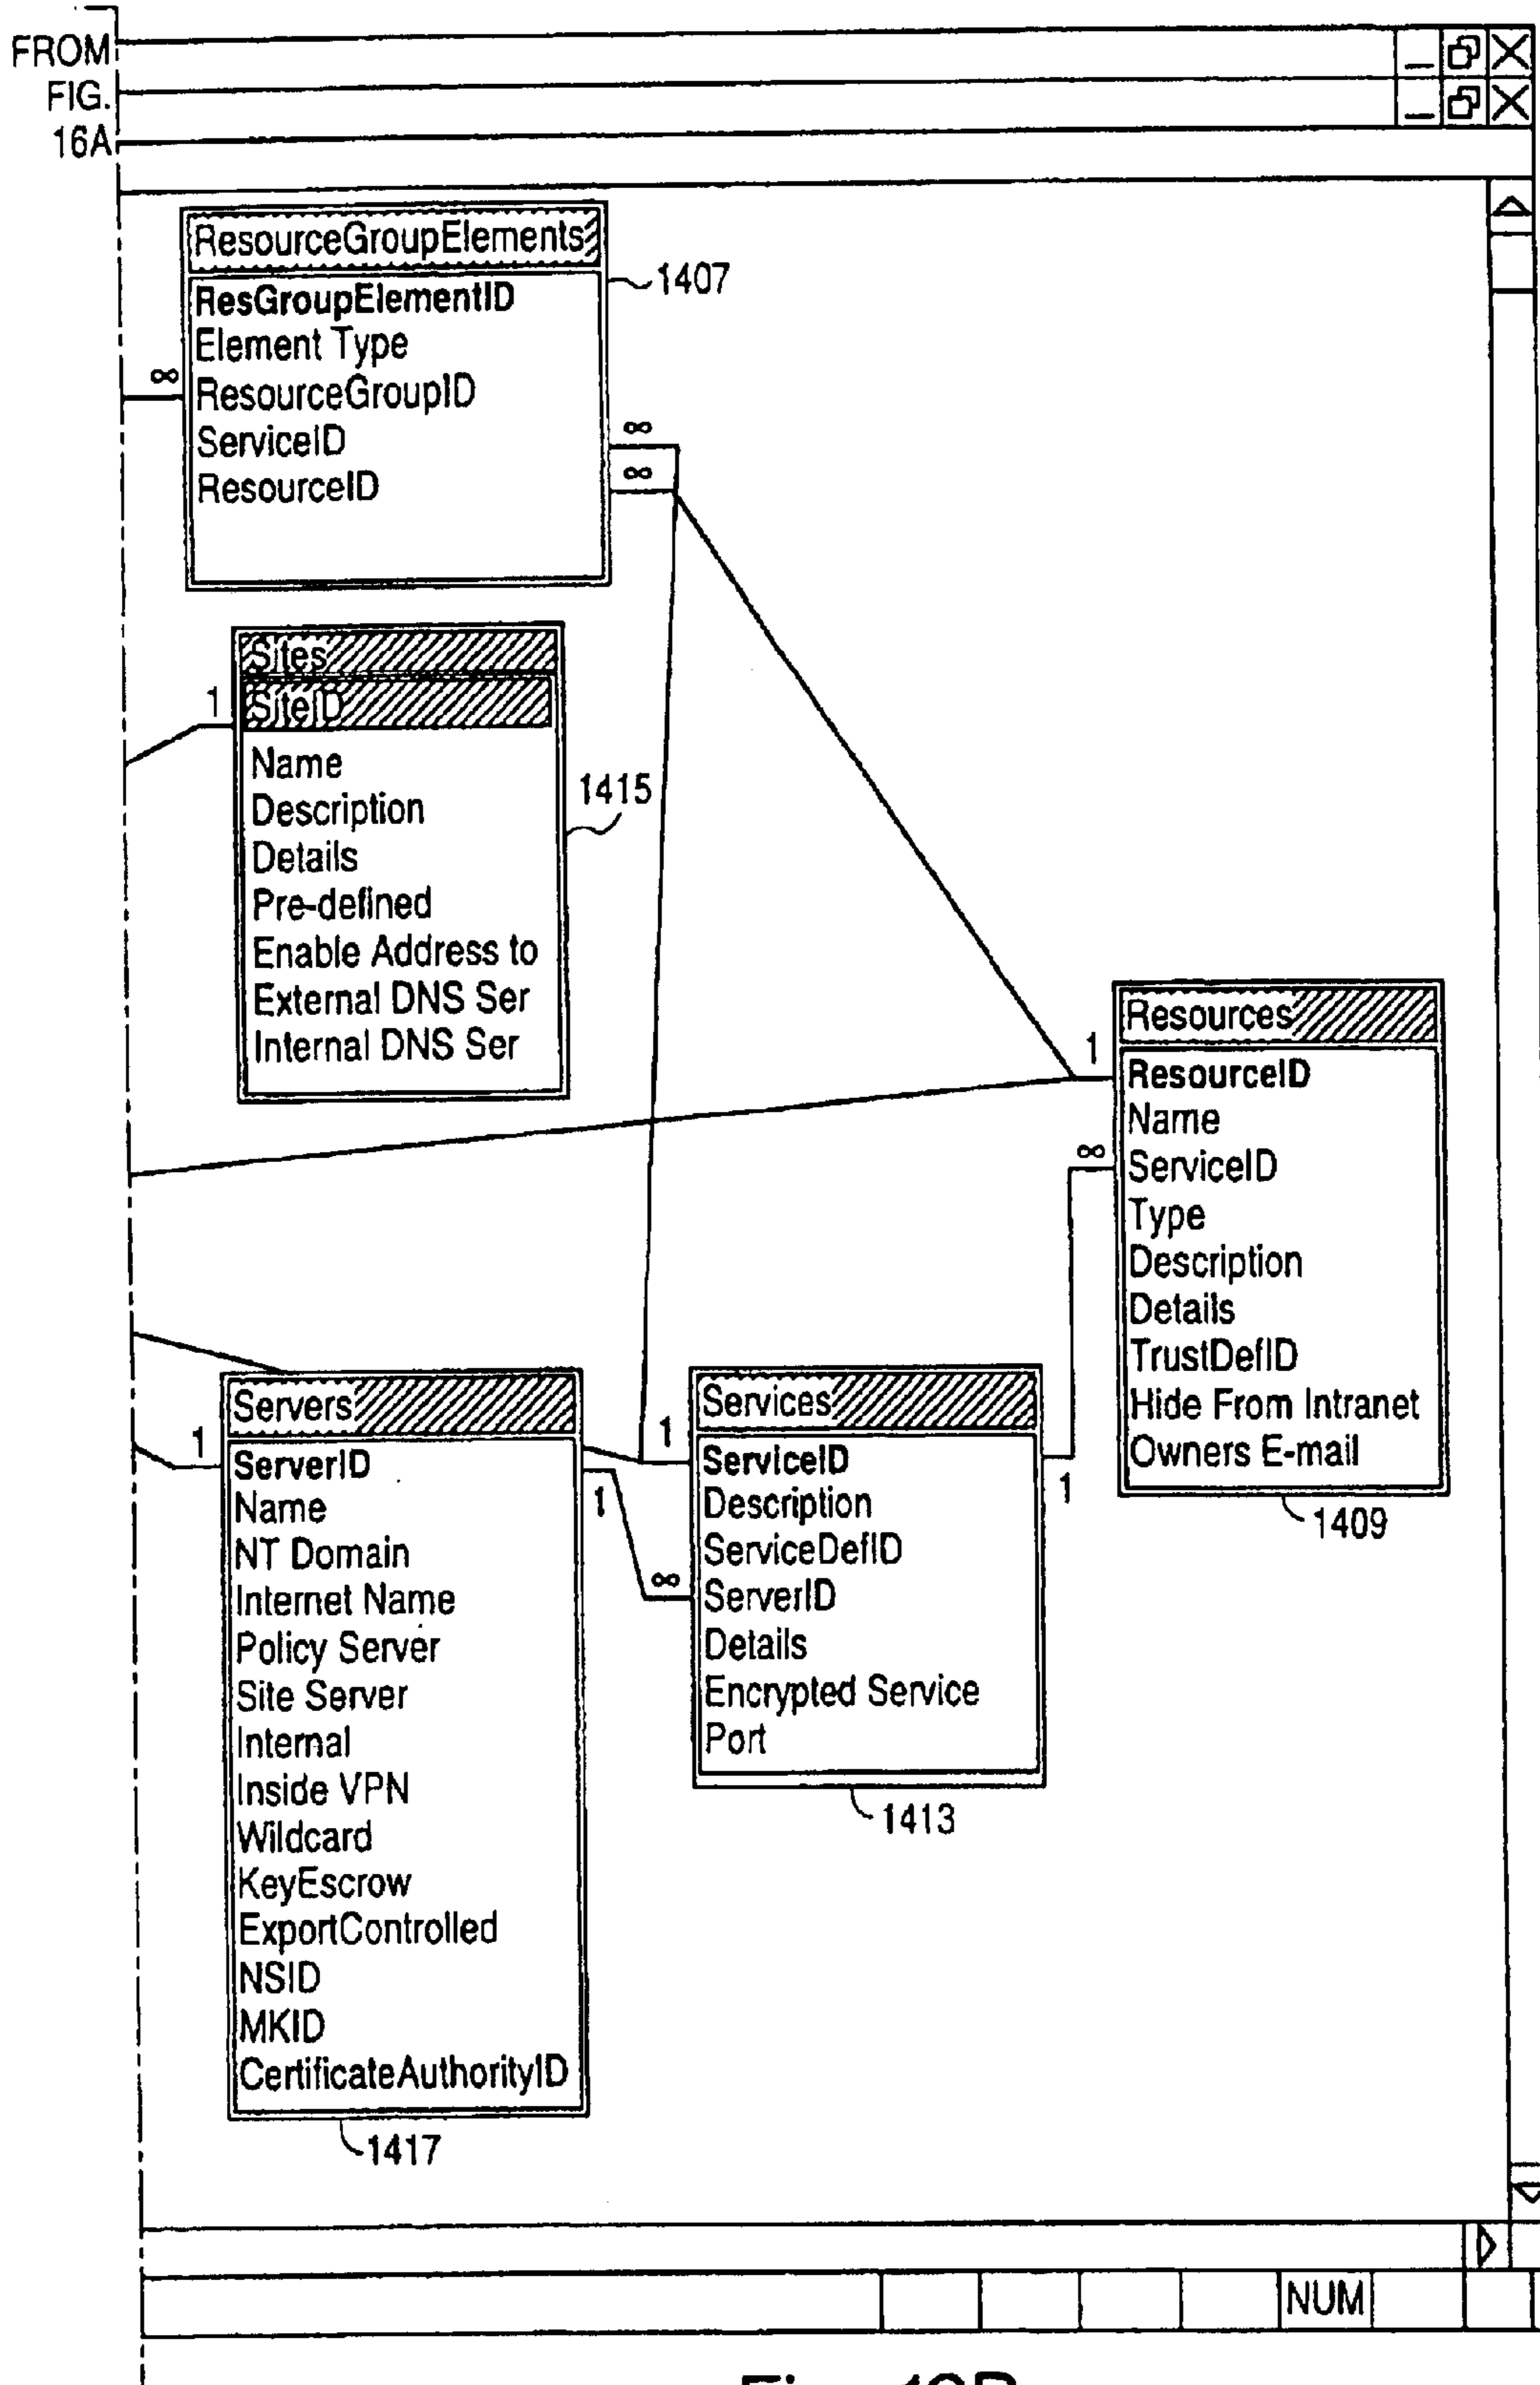 FROM
FIG.
16A
ResourceGroupElements
1407
ResGroupElementID
Element Type
∞
ResourceGroupID
∞
ServiceID
∞
ResourceID
Sites
1
SiteID
Name
1415
Description
Details
Pre-defined
Enable Address to
External DNS Ser
Internal DNS Ser
Resources
1
ResourceID
Name
∞
ServiceID
Type
Description
Details
TrustDefID
Hide From Intranet
Owners E-mail
1409
Servers
1
ServerID
Name
NT Domain
Internet Name
Policy Server
Site Server
Internal
Inside VPN
Wildcard
KeyEscrow
ExportControlled
NSID
MKID
CertificateAuthorityID
1417
Services
1
ServiceID
1
1
Description
ServiceDefID
∞
ServerID
Details
Encrypted Service
Port
1413
NUM